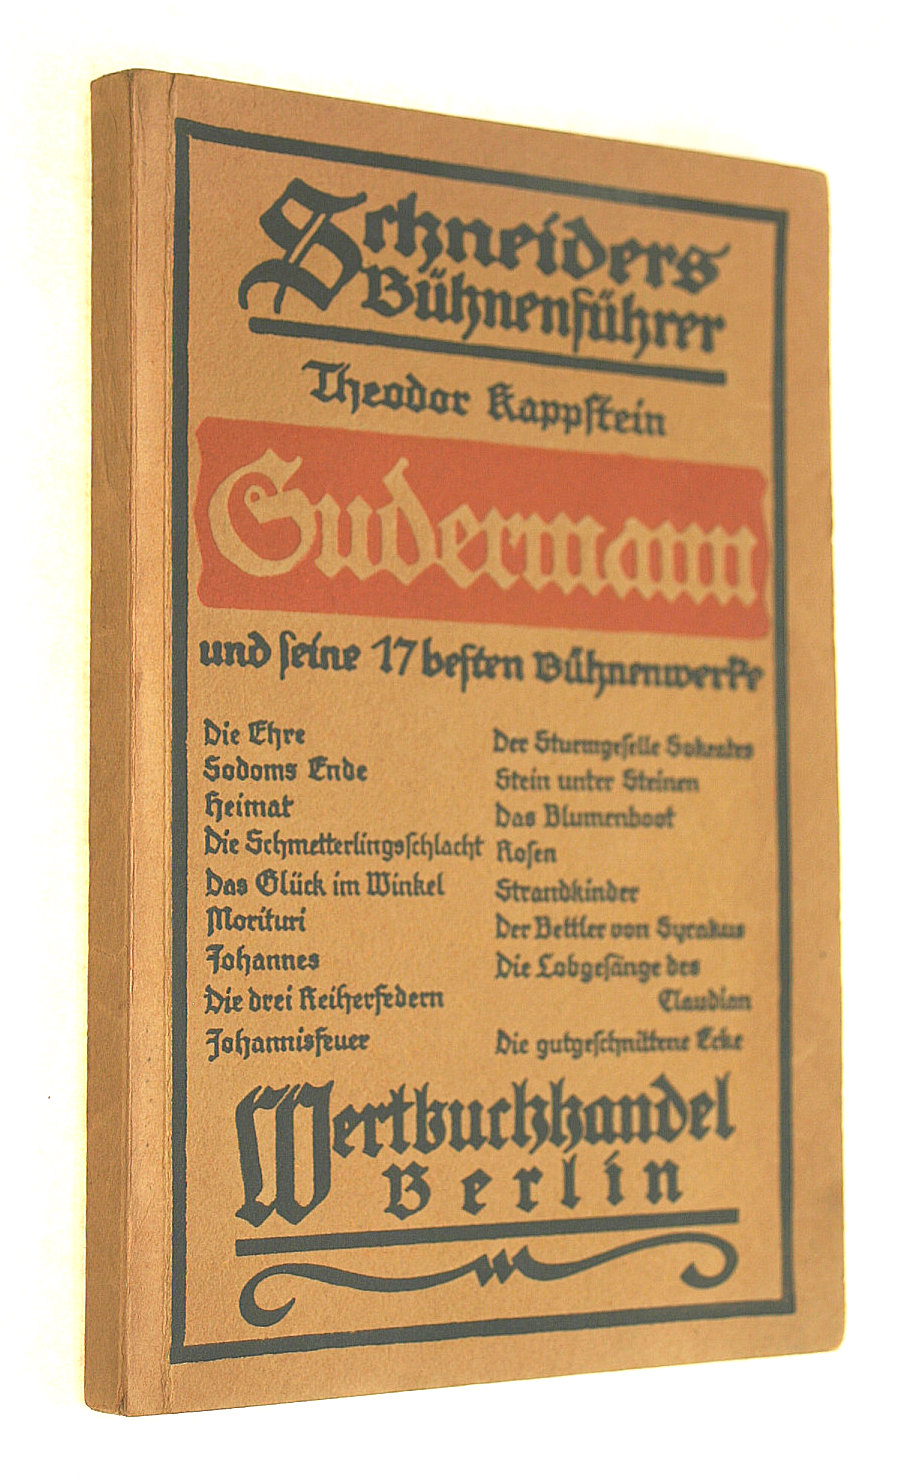 Schneiders
Bühnenführer
Theodor Kappstein
Sudermann
und seine 17 besten Bühnenwerke
Die Ehre
Sodoms Ende
Heimat
Die Schmetterlingsschlacht
Das Glück im Winkel
Morituri
Johannes
Die drei Reiherfedern
Johannisfeuer
Der Sturmgeselle Sokrates
Stein unter Steinen
Das Blumenboot
Rosen
Strandkinder
Der Bettler von Syrakus
Die Lobgesänge des
Claudian
Die gutgeschnittene Ecke
Wertbuchhandel
Berlin